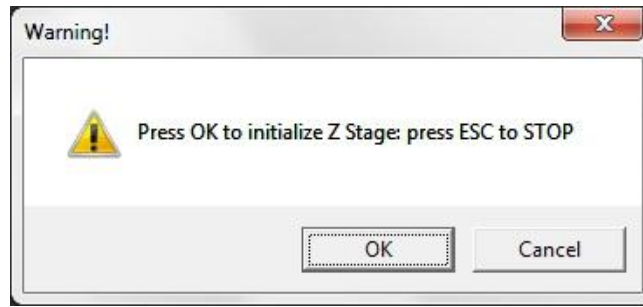 Warning!
Press OK to initialize Z Stage: press ESC to STOP
OK
Cancel